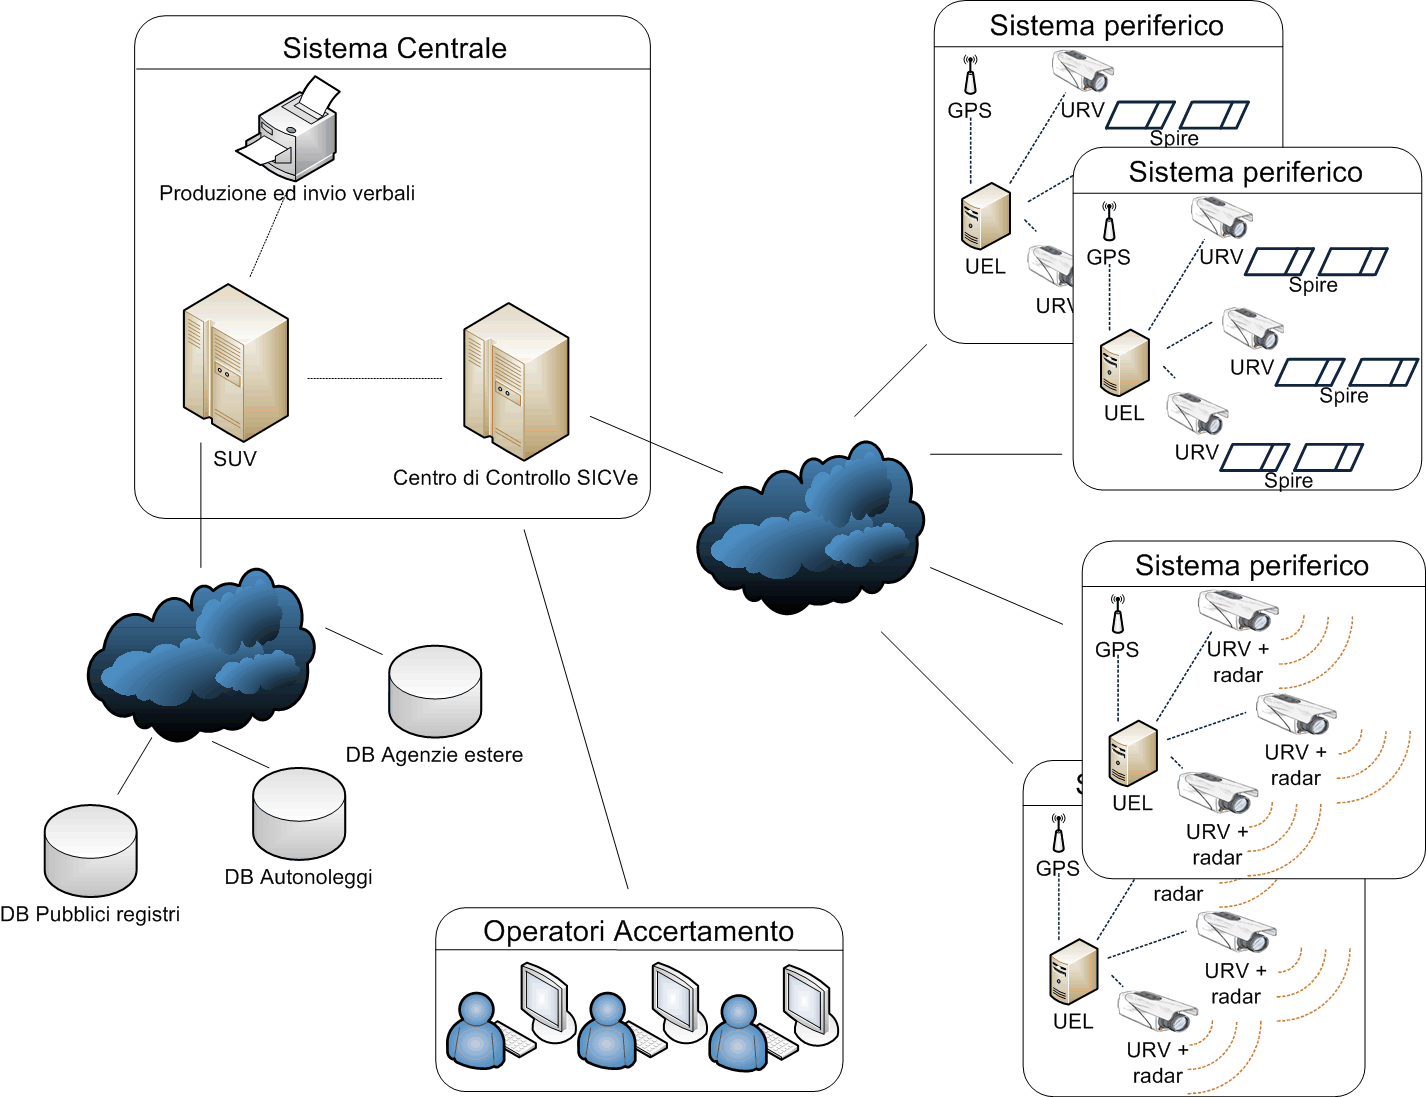 Sistema Centrale
Produzione ed invio verbali
SUV
Centro di Controllo SICVe
DB Agenzie estere
DB Autonoleggi
DB Pubblici registri
Operatori Accertamento
Sistema periferico
GPS
URV
Spire
UEL
URV
Sistema periferico
GPS
URV
Spire
URV
Spire
UEL
URV
Spire
Sistema periferico
GPS
URV +
radar
URV +
radar
UEL
URV +
radar
GPS
radar
URV +
radar
UEL
URV +
radar